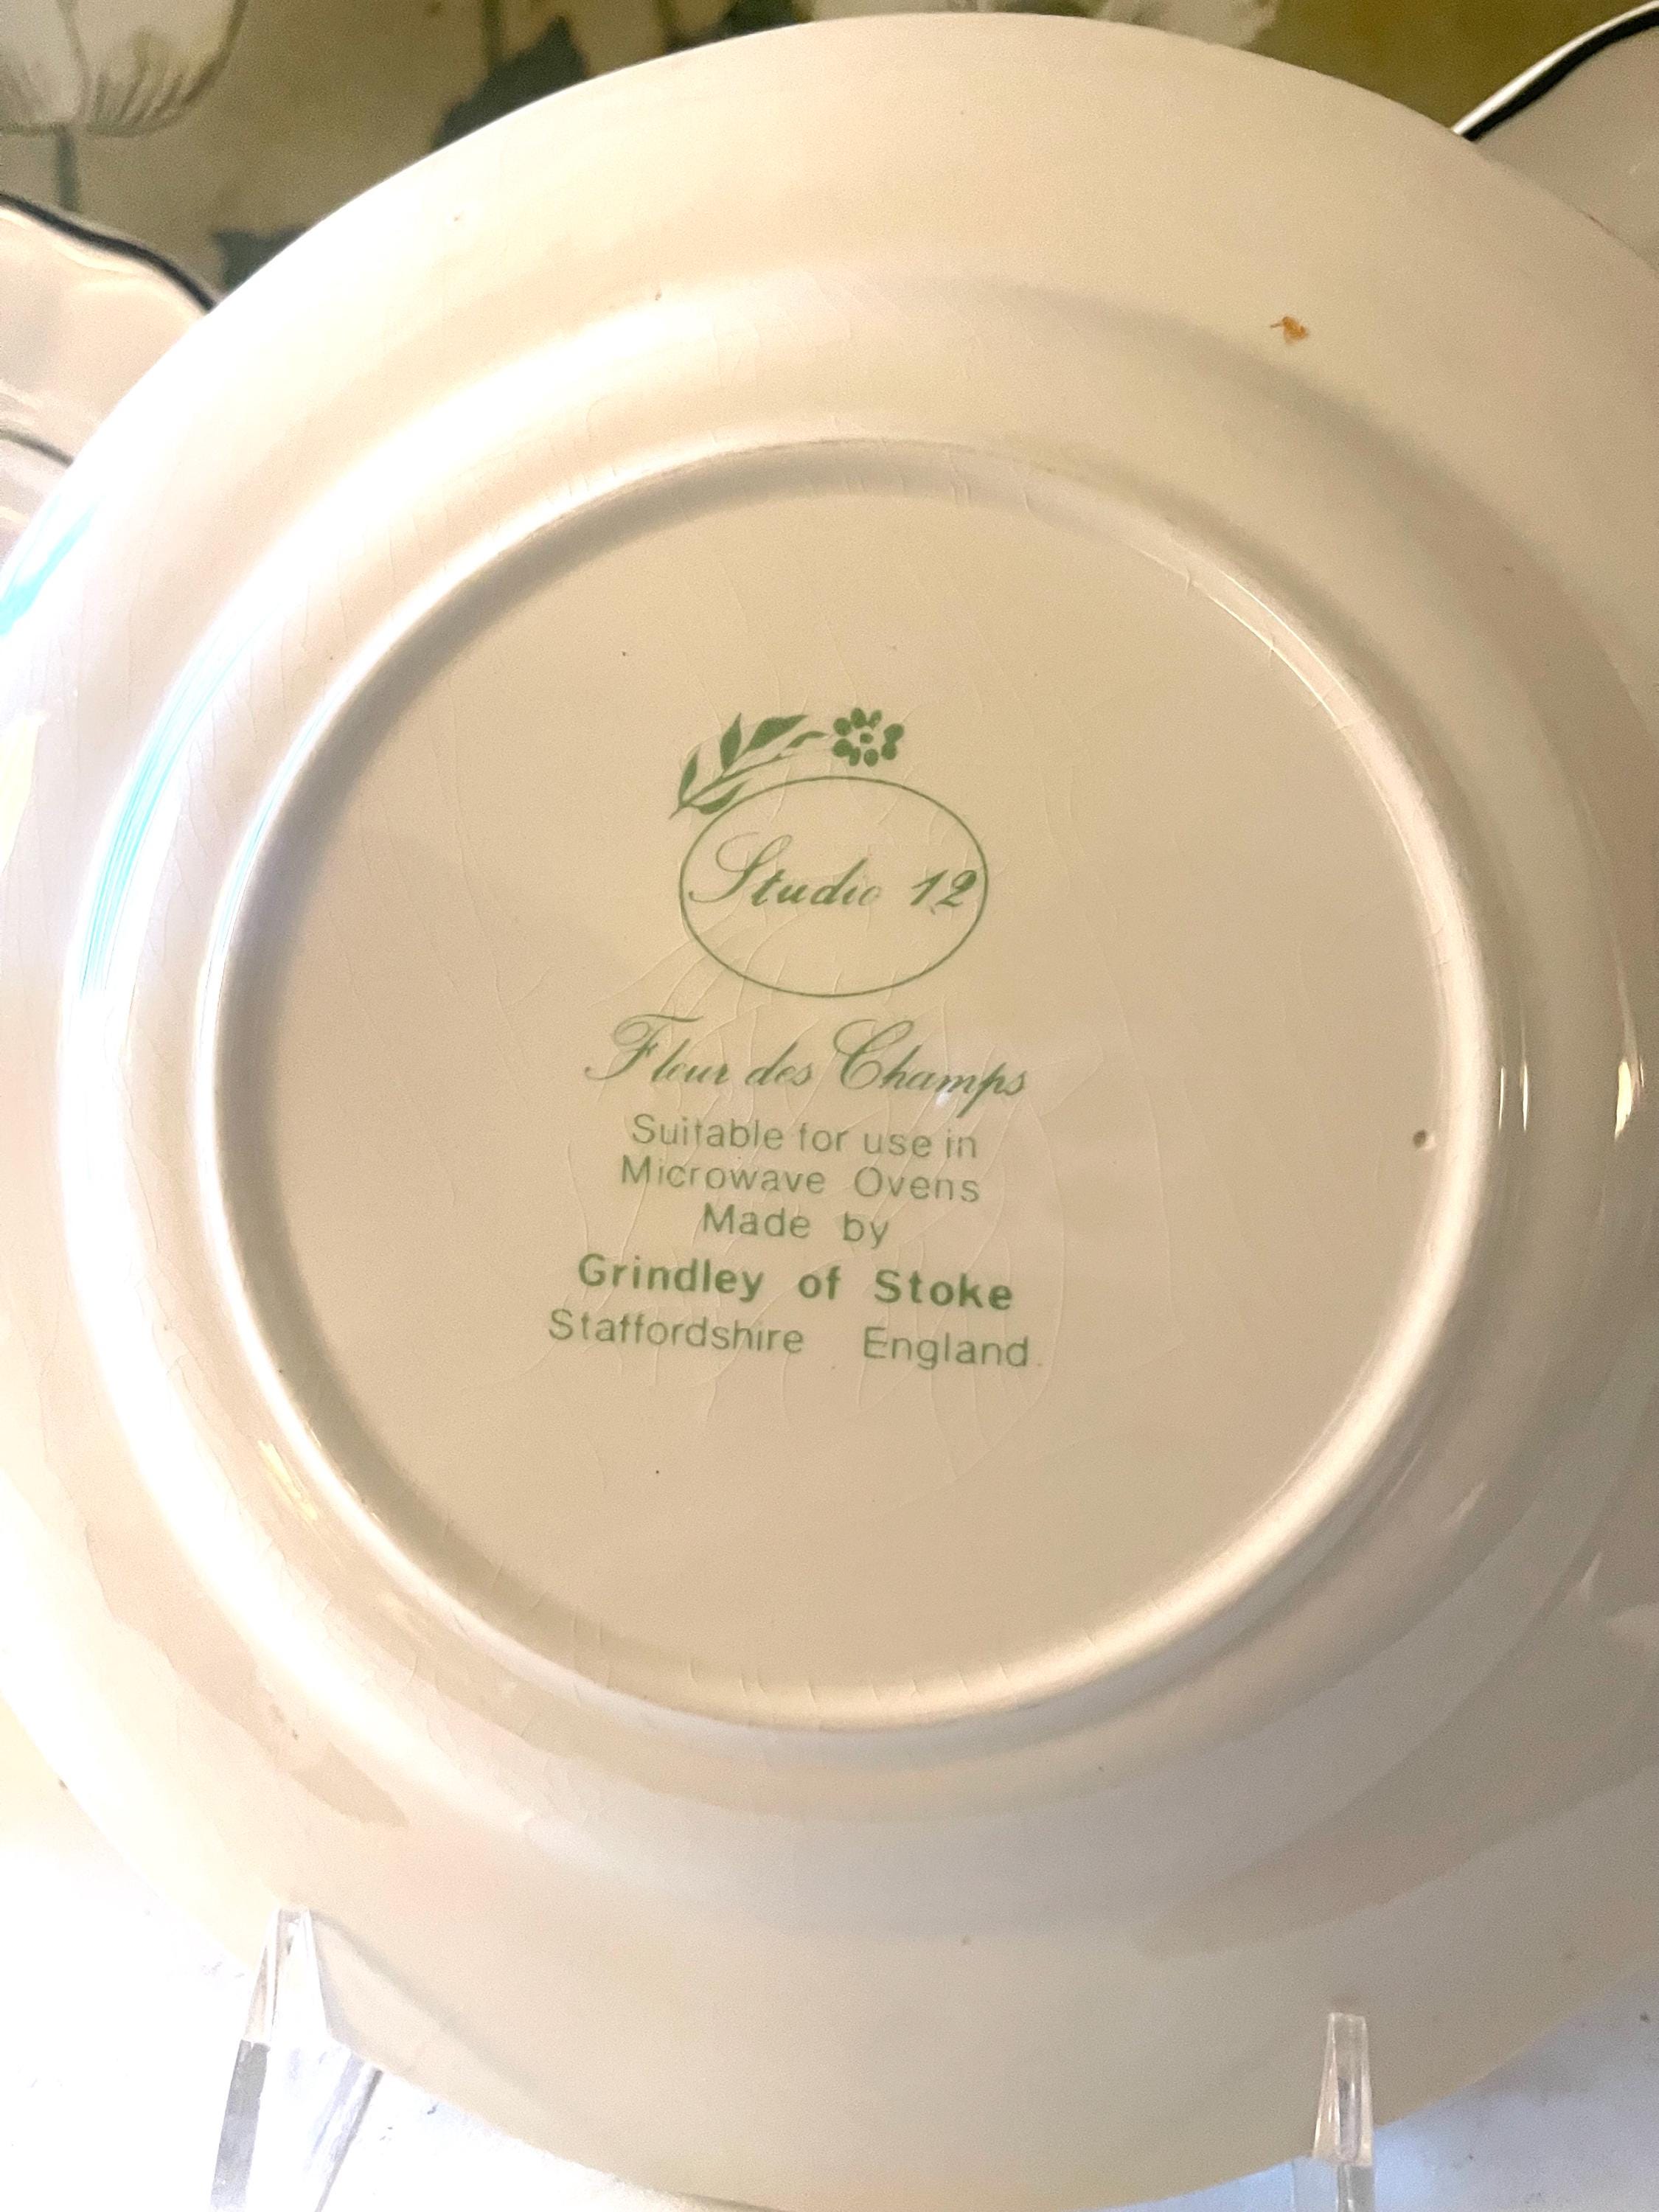 Studio 12
Fleur des Champs
Suitable for use in
Microwave Ovens
Made by
Grindley of Stoke
Staffordshire England.